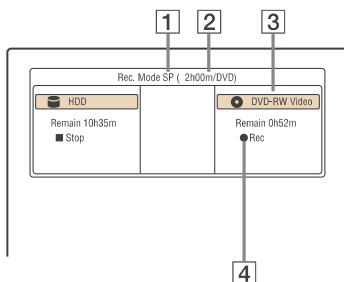 1 2 3
Rec. Mode SP ( 2h00m/DVD)
HDD DVD-RW Video
Remain 10h35m Remain 0h52m
Stop Rec
4